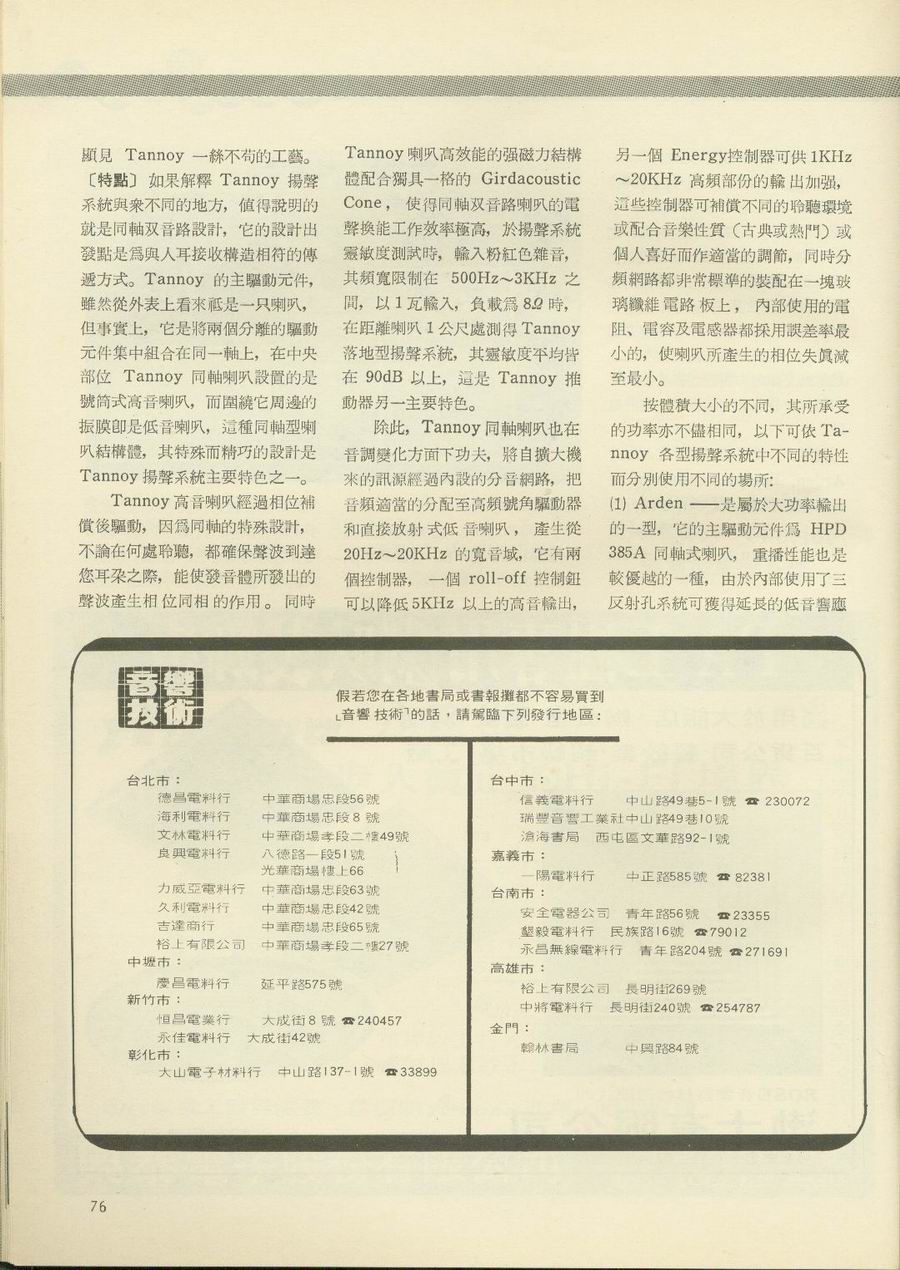 顯見 Tannoy 一絲不苟的工藝。
〔特點〕如果解釋 Tannoy 揚聲
系統與衆不同的地方，值得說明的
就是同軸双音路設計，它的設計出
發點是爲與人耳接收構造相符的傳
遞方式。Tannoy 的主驅動元件，
雖然從外表上看來祗是一只喇叭，
但事實上，它是將兩個分離的驅動
元件集中組合在同一軸上，在中央
部位 Tannoy 同軸喇叭設置的是
號筒式高音喇叭，而圍繞它周邊的
振膜卽是低音喇叭，這種同軸型喇
叭結構體，其特殊而精巧的設計是
Tannoy 揚聲系統主要特色之一。
Tannoy 高音喇叭經過相位補
償後驅動，因爲同軸的特殊設計，
不論在何處聆聽，都確保聲波到達
您耳朶之際，能使發音體所發出的
聲波產生相位同相的作用。同時
Tannoy 喇叭高效能的强磁力結構
體配合獨具一格的 Girdacoustic
Cone，使得同軸双音路喇叭的電
聲換能工作效率極高，於揚聲系統
靈敏度測試時，輸入粉紅色雜音，
其頻寬限制在 500Hz～3KHz 之
間，以1瓦輸入，負載爲8Ω時，
在距離喇叭1公尺處測得Tannoy
落地型揚聲系統，其靈敏度平均皆
在 90dB 以上，這是 Tannoy 推
動器另一主要特色。
除此，Tannoy同軸喇叭也在
音調變化方面下功夫，將自擴大機
來的訊源經過內設的分音網路，把
音頻適當的分配至高頻號角驅動器
和直接放射式低音喇叭，產生從
20Hz～20KHz 的寬音域，它有兩
個控制器，一個 roll-off 控制鈕
可以降低5KHz 以上的高音輸出，
另一個 Energy控制器可供1KHz
～20KHz 高頻部份的輸出加强，
這些控制器可補償不同的聆聽環境
或配合音樂性質（古典或熱門）或
個人喜好而作適當的調節，同時分
頻網路都非常標準的裝配在一塊玻
璃纖維電路板上，內部使用的電
阻、電容及電感器都採用誤差率最
小的，使喇叭所產生的相位失眞減
至最小。
按體積大小的不同，其所承受
的功率亦不儘相同，以下可依 Ta-
nnoy 各型揚聲系統中不同的特性
而分別使用不同的場所：
(1) Arden ——是屬於大功率輸出
的一型，它的主驅動元件爲 HPD
385A 同軸式喇叭，重播性能也是
較優越的一種，由於內部使用了三
反射孔系統可獲得延長的低音響應
音響
技術
假若您在各地書局或書報攤都不容易買到
「音響技術」的話，請駕臨下列發行地區：
台北市：
德昌電料行 中華商場忠段56號
海利電料行 中華商場忠段8號
文林電料行 中華商場孝段二樓49號
良興電料行 八德路一段51號
光華商場樓上66
力威亞電料行 中華商場忠段63號
久利電料行 中華商場忠段42號
吉達商行 中華商場忠段65號
裕上有限公司 中華商場孝段二樓27號
中壢市：
慶昌電料行 延平路575號
新竹市：
恒昌電業行 大成街8號 ☎240457
永佳電料行 大成街42號
彰化市：
大山電子材料行 中山路137-1號 ☎33899
台中市：
信義電料行 中山路49巷5-1號 ☎ 230072
瑞豐音響工業社中山路49巷10號
滄海書局 西屯區文華路92-1號
嘉義市：
一陽電料行 中正路585號 ☎82381
台南市：
安全電器公司 青年路56號 ☎23355
墾毅電料行 民族路16號 ☎79012
永昌無線電料行 青年路204號 ☎271691
高雄市：
裕上有限公司 長明街269號
中將電料行 長明街240號 ☎254787
金門：
翰林書局 中興路84號
76